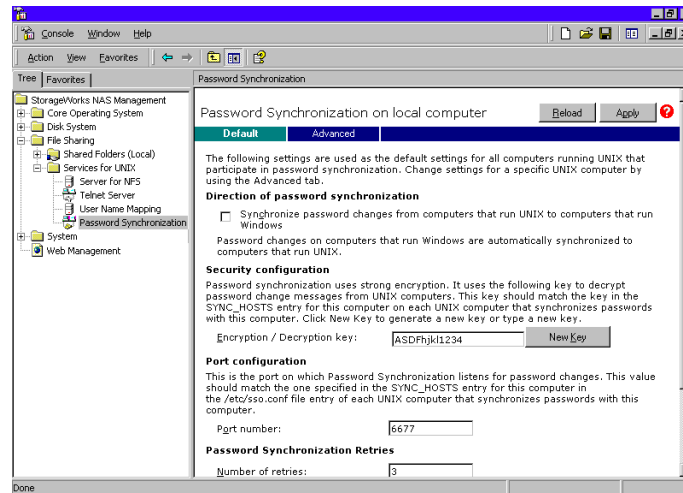 Console Window Help
Action View Favorites
Tree Favorites
Password Synchronization
StorageWorks NAS Management
Core Operating System
Disk System
File Sharing
Shared Folders (Local)
Services for UNIX
Server for NFS
Telnet Server
User Name Mapping
Password Synchronization
System
Web Management
Password Synchronization on local computer
Reload
Apply
?
Default
Advanced
The following settings are used as the default settings for all computers running UNIX that
participate in password synchronization. Change settings for a specific UNIX computer by
using the Advanced tab.
Direction of password synchronization
Synchronize password changes from computers that run UNIX to computers that run
Windows
Password changes on computers that run Windows are automatically synchronized to
computers that run UNIX.
Security configuration
Password synchronization uses strong encryption. It uses the following key to decrypt
password change messages from UNIX computers. This key should match the key in the
SYNC_HOSTS entry for this computer on each UNIX computer that synchronizes passwords
with this computer. Click New Key to generate a new key or type a new key.
Encryption / Decryption key:
ASDFhjkl1234
New Key
Port configuration
This is the port on which Password Synchronization listens for password changes. This value
should match the one specified in the SYNC_HOSTS entry for this computer in
the /etc/sso.conf file entry of each UNIX computer that synchronizes passwords with this
computer.
Port number:
6677
Password Synchronization Retries
Number of retries:
3
Done